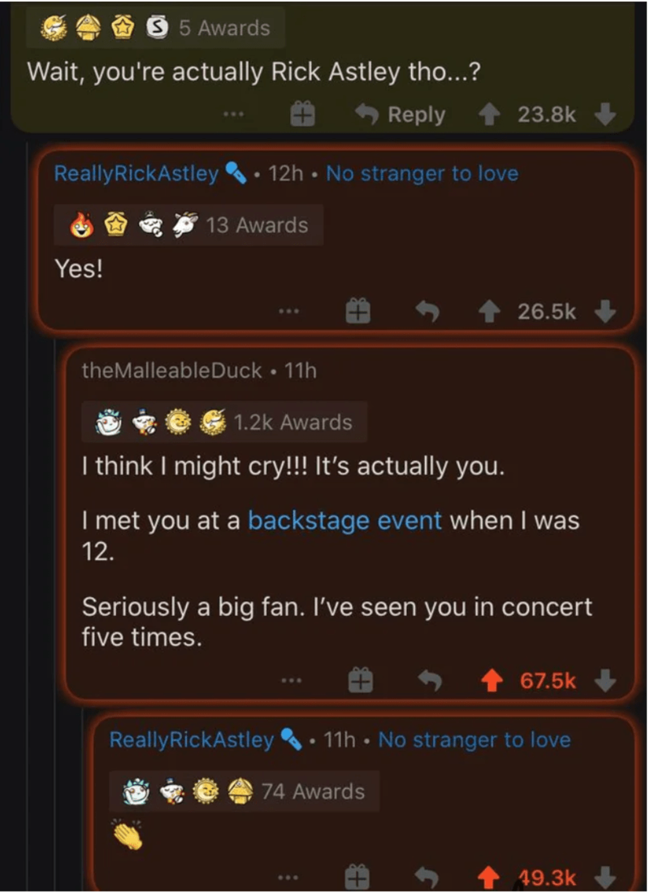 5 Awards
Wait, you're actually Rick Astley tho...?
Reply 23.8k
ReallyRickAstley • 12h • No stranger to love
13 Awards
Yes!
26.5k
theMalleableDuck • 11h
1.2k Awards
I think I might cry!!! It's actually you.
I met you at a backstage event when I was
12.
Seriously a big fan. I've seen you in concert
five times.
67.5k
ReallyRickAstley • 11h • No stranger to love
74 Awards
49.3k